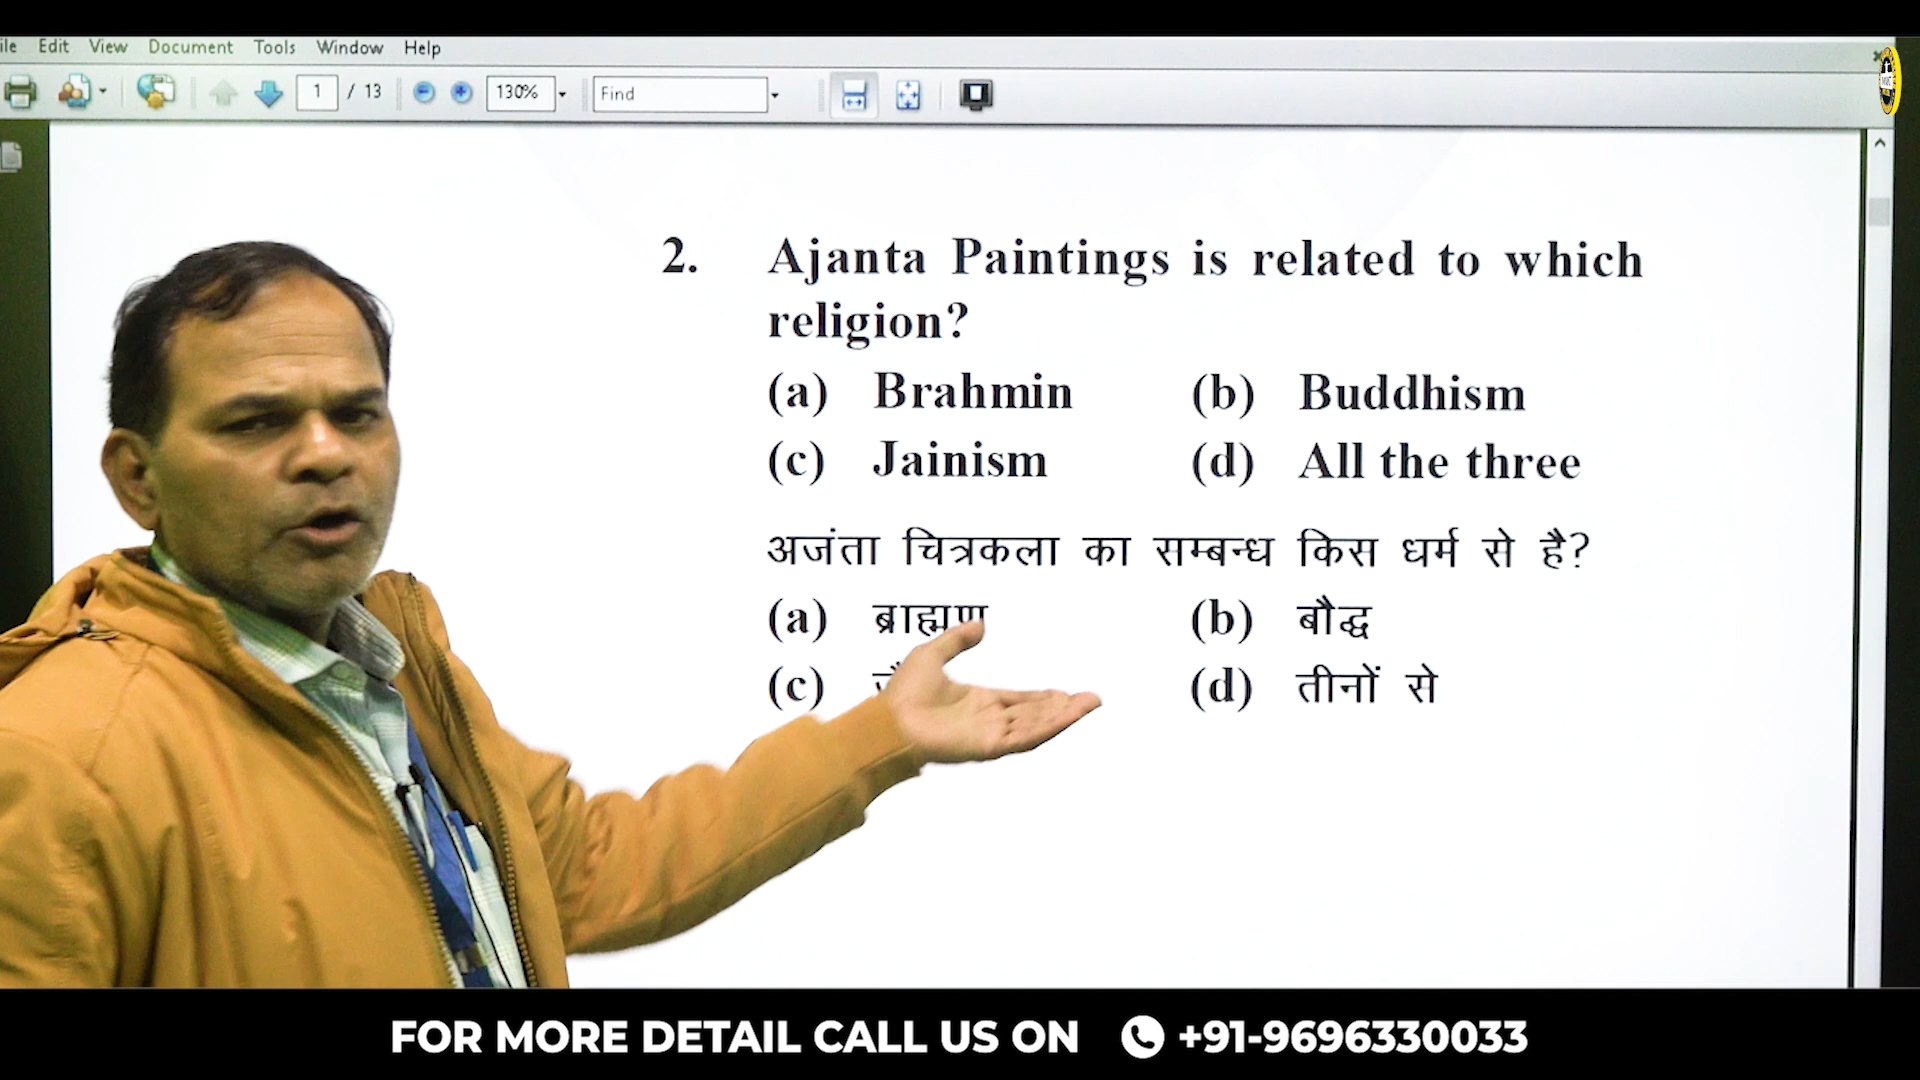 Edit View Document Tools Window Help
1 / 13 130% Find
2. Ajanta Paintings is related to which
religion?
(a) Brahmin (b) Buddhism
(c) Jainism (d) All the three
अजंता चित्रकला का सम्बन्ध किस धर्म से है?
(a) ब्राह्मण (b) बौद्ध
(c) (d) तीनों से
FOR MORE DETAIL CALL US ON +91-9696330033